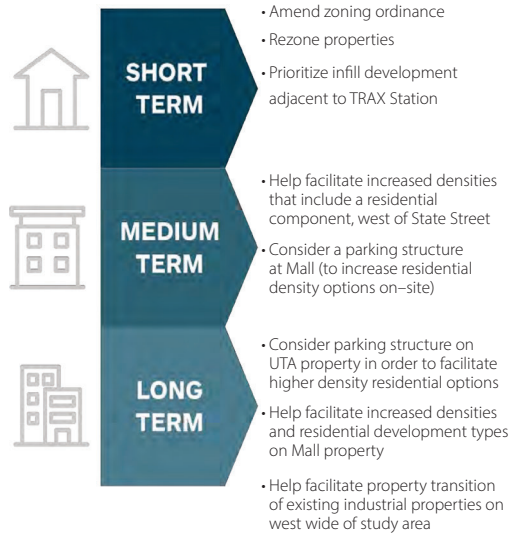 SHORT
TERM
• Amend zoning ordinance
• Rezone properties
• Prioritize infill development
adjacent to TRAX Station
MEDIUM
TERM
• Help facilitate increased densities
that include a residential
component, west of State Street
• Consider a parking structure
at Mall (to increase residential
density options on–site)
LONG
TERM
• Consider parking structure on
UTA property in order to facilitate
higher density residential options
• Help facilitate increased densities
and residential development types
on Mall property
• Help facilitate property transition
of existing industrial properties on
west wide of study area